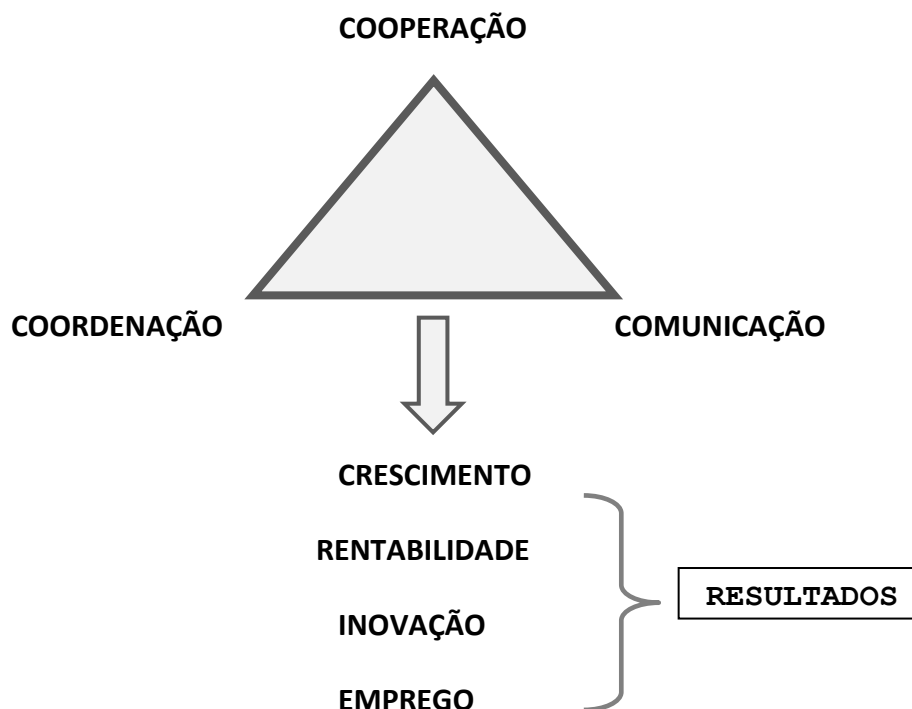 COOPERAÇÃO
COORDENAÇÃO
COMUNICAÇÃO
CRESCIMENTO
RENTABILIDADE
RESULTADOS
INOVAÇÃO
EMPREGO